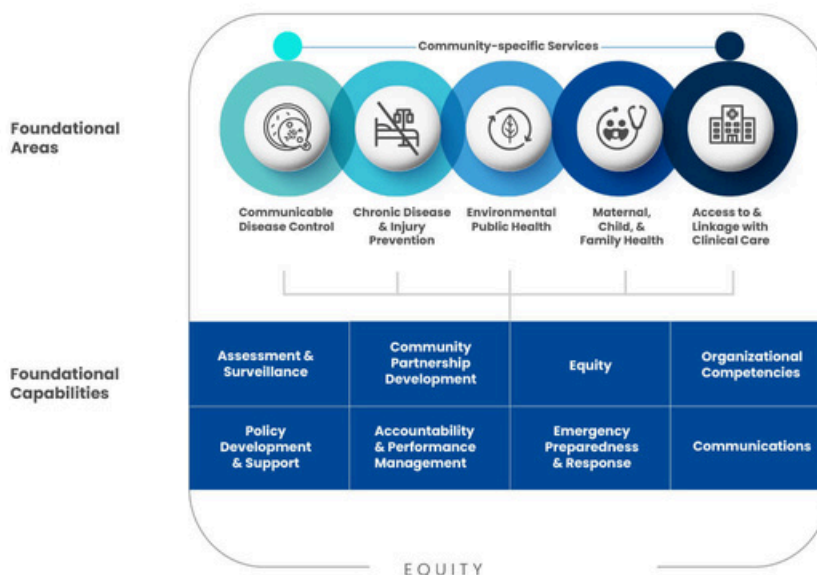 Community-specific Services
Foundational
Areas
Communicable
Disease Control
Chronic Disease
& Injury
Prevention
Environmental
Public Health
Maternal,
Child, &
Family Health
Access to &
Linkage with
Clinical Care
Foundational
Capabilities
Assessment &
Surveillance
Community
Partnership
Development
Equity
Organizational
Competencies
Policy
Development
& Support
Accountability
& Performance
Management
Emergency
Preparedness
& Response
Communications
EQUITY